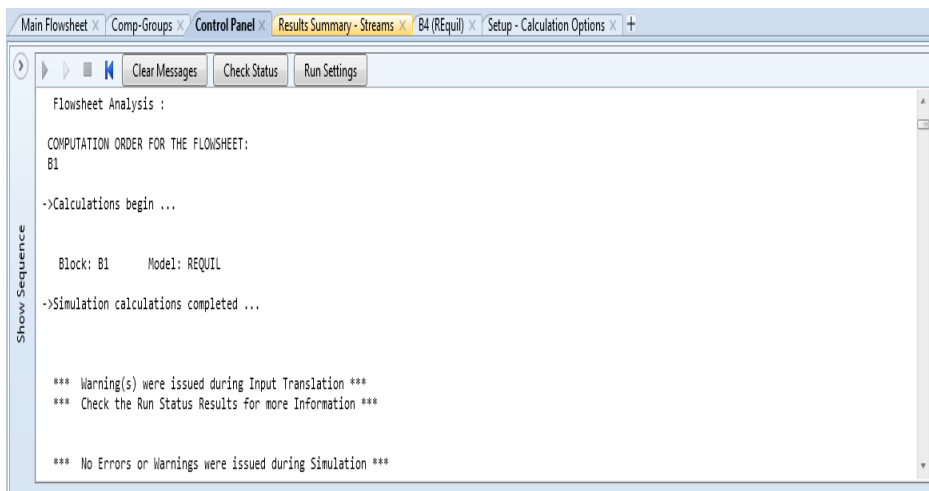 Main Flowsheet × Comp-Groups × Control Panel × Results Summary - Streams × B4 (REquil) × Setup - Calculation Options × +
Clear Messages Check Status Run Settings
Show Sequence
Flowsheet Analysis :
COMPUTATION ORDER FOR THE FLOWSHEET:
B1
->Calculations begin ...
Block: B1 Model: REQUIL
->Simulation calculations completed ...
*** Warning(s) were issued during Input Translation ***
*** Check the Run Status Results for more Information ***
*** No Errors or Warnings were issued during Simulation ***